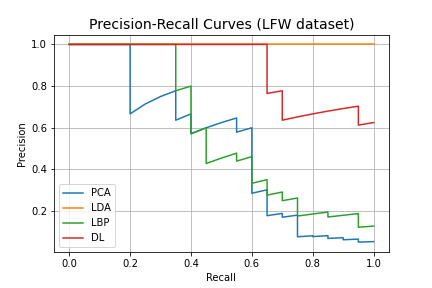 Precision-Recall Curves (LFW dataset)
1.0
0.8
0.6
0.4
0.2
Precision
PCA
LDA
LBP
DL
0.0 0.2 0.4 0.6 0.8 1.0
Recall